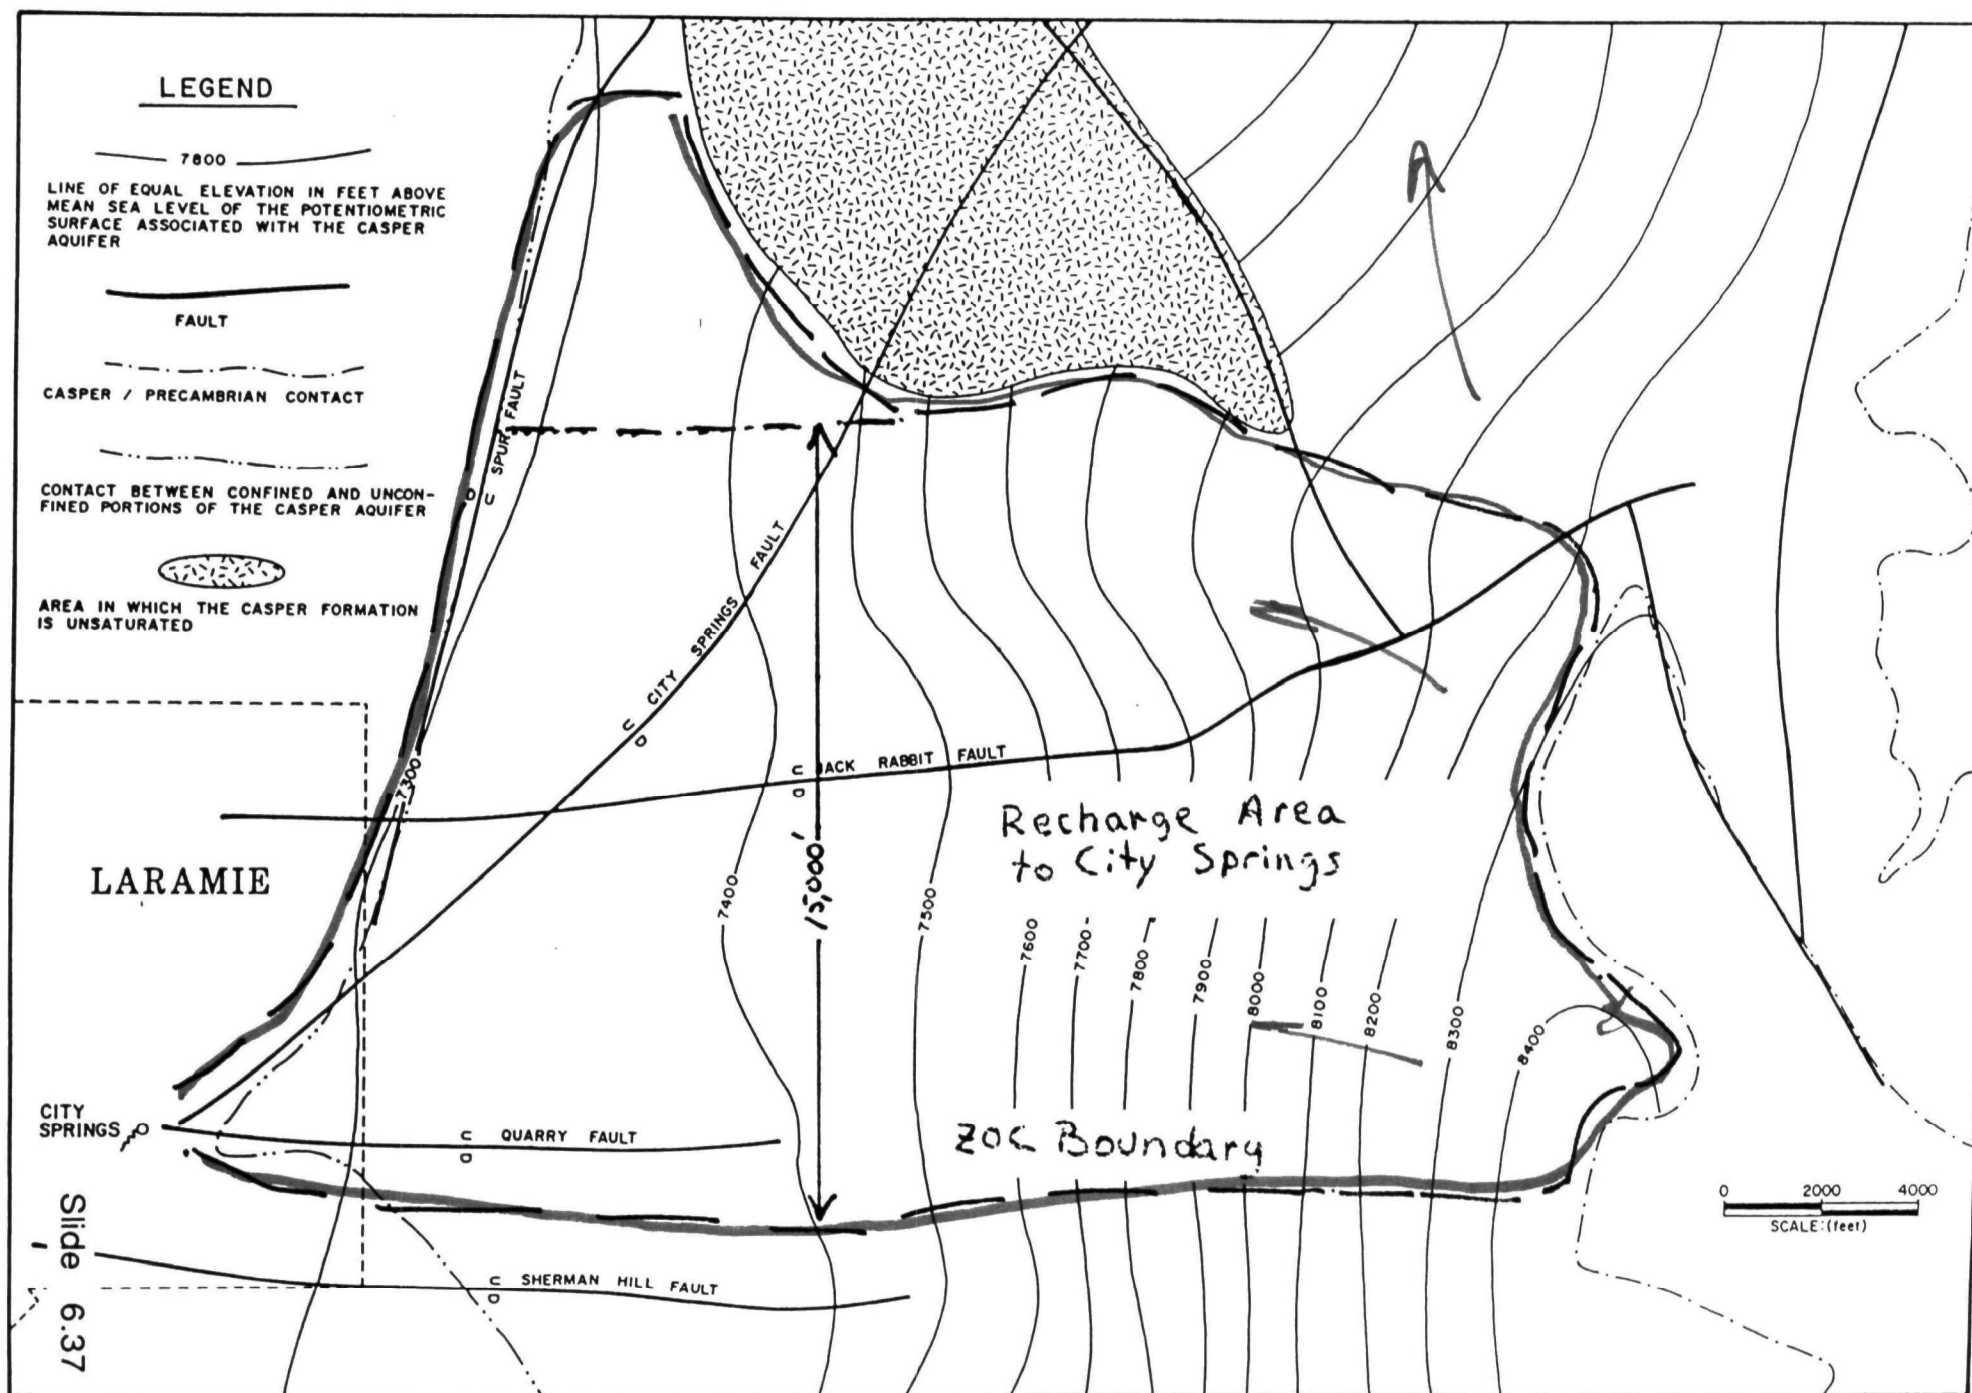 LEGEND
7800
LINE OF EQUAL ELEVATION IN FEET ABOVE
MEAN SEA LEVEL OF THE POTENTIOMETRIC
SURFACE ASSOCIATED WITH THE CASPER
AQUIFER
FAULT
CASPER / PRECAMBRIAN CONTACT
CONTACT BETWEEN CONFINED AND UNCON-
FINED PORTIONS OF THE CASPER AQUIFER
AREA IN WHICH THE CASPER FORMATION
IS UNSATURATED
D U SPUR FAULT
U D CITY SPRINGS FAULT
U D JACK RABBIT FAULT
7300
LARAMIE
15,000'
Recharge Area
to City Springs
7400
7500
7600
7700
7800
7900
8000
8100
8200
8300
8400
CITY
SPRINGS
U D QUARRY FAULT
ZOC Boundary
U D SHERMAN HILL FAULT
0 2000 4000
SCALE: (feet)
Slide 6.37